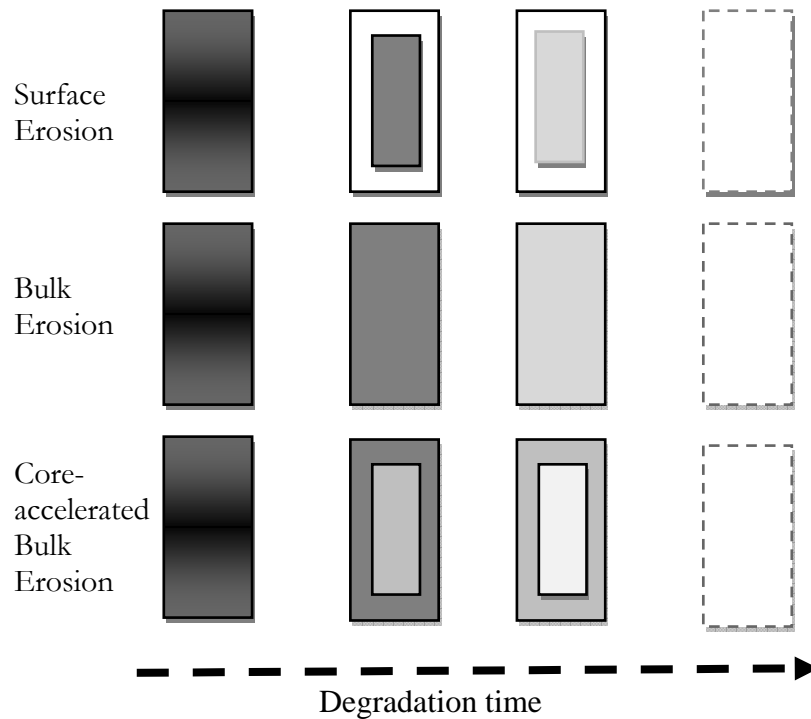 Surface
Erosion
Bulk
Erosion
Core-
accelerated
Bulk
Erosion
Degradation time